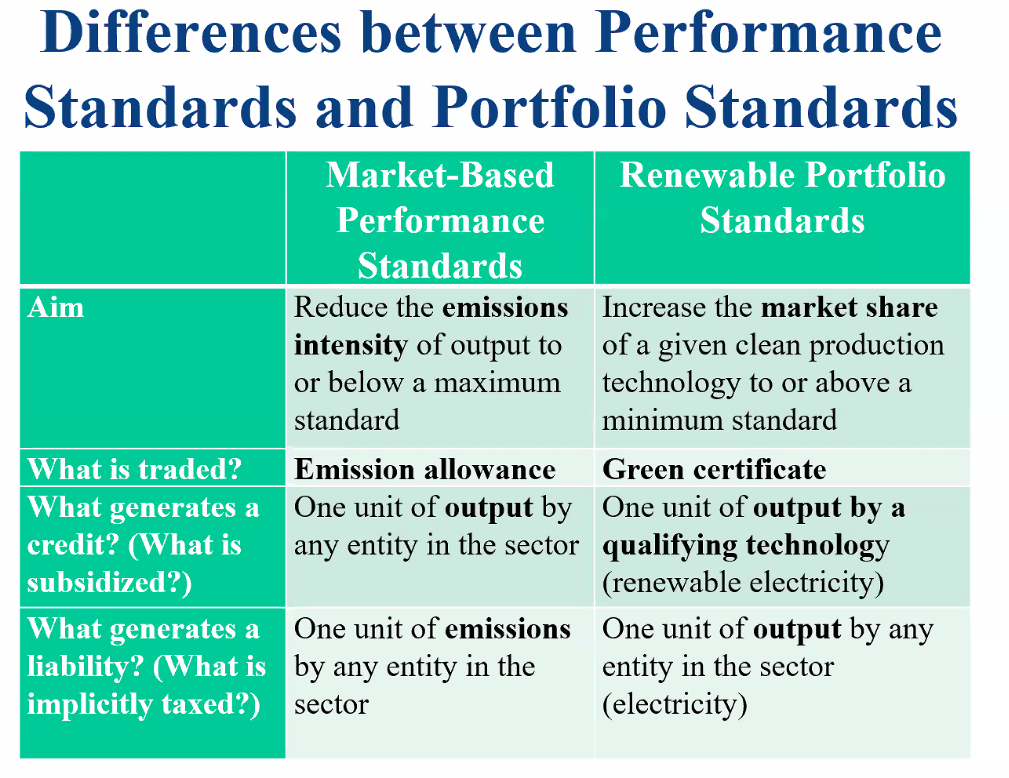 Differences between Performance
Standards and Portfolio Standards
Market-Based
Performance
Standards
Renewable Portfolio
Standards
Aim
Reduce the emissions
intensity of output to
or below a maximum
standard
Increase the market share
of a given clean production
technology to or above a
minimum standard
What is traded?
Emission allowance
Green certificate
What generates a
credit? (What is
subsidized?)
One unit of output by
any entity in the sector
One unit of output by a
qualifying technology
(renewable electricity)
What generates a
liability? (What is
implicitly taxed?)
One unit of emissions
by any entity in the
sector
One unit of output by any
entity in the sector
(electricity)